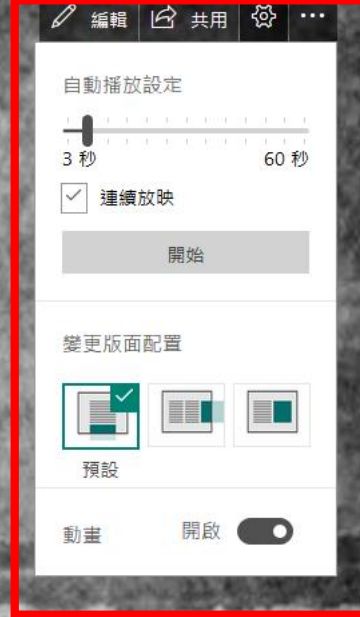 編輯 共用
自動播放設定
3 秒 60 秒
連續放映
開始
變更版面配置
預設
動畫 開啟